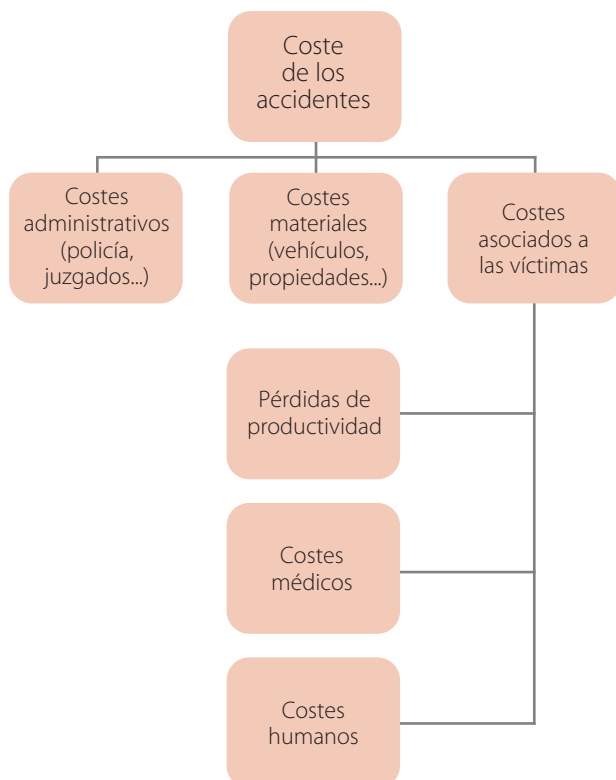 Coste
de los
accidentes
Costes
administrativos
(policía,
juzgados...)
Costes
materiales
(vehículos,
propiedades...)
Costes
asociados a
las víctimas
Pérdidas de
productividad
Costes
médicos
Costes
humanos